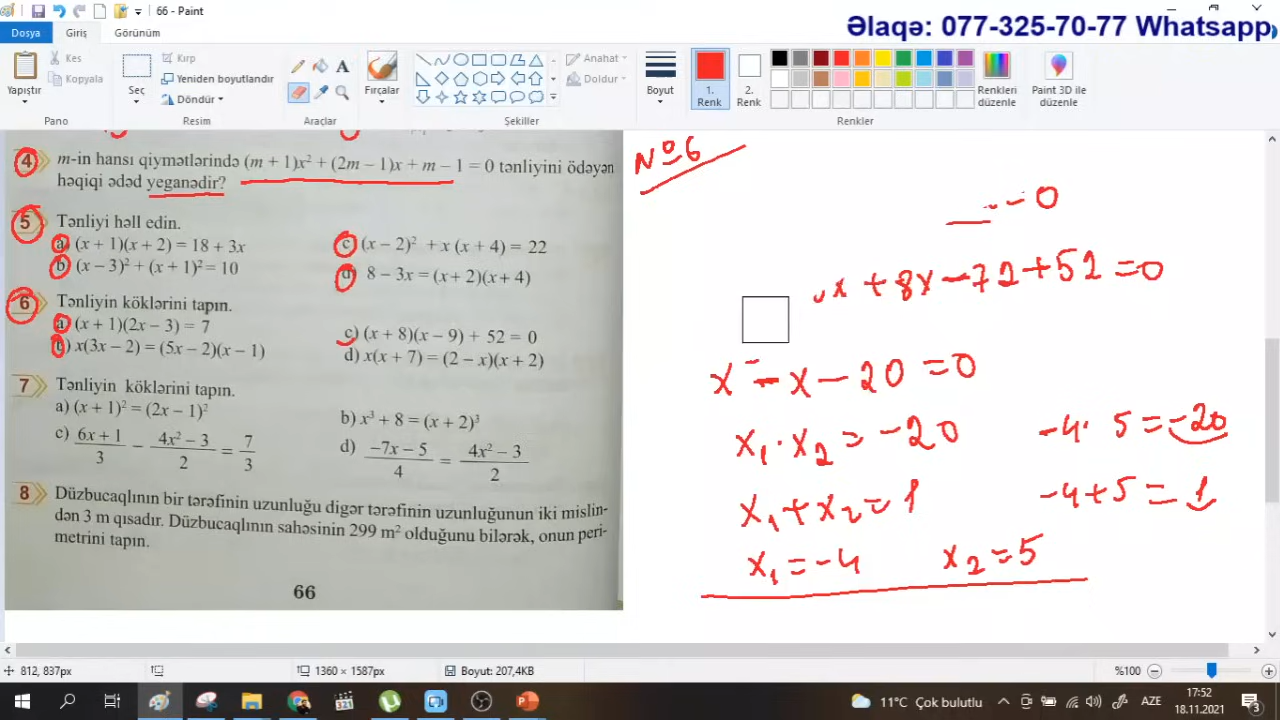 66 - Paint
Əlaqə: 077-325-70-77 Whatsapp
Dosya Giriş Görünüm
Yapıştır
Kes
Kopyala
Pano
Seç
Kırp
Yeniden boyutlandır
Döndür
Resim
A
Araçlar
Fırçalar
Anahat
Doldur
Şekiller
Boyut
1.
Renk
2.
Renk
Renkleri
düzenle
Paint 3D ile
düzenle
Renkler
4 m-in hansı qiymətlərində (m + 1)x² + (2m − 1)x + m − 1 = 0 tənliyini ödəyən
həqiqi ədəd yeganədir?
5 Tənliyi həll edin.
a) (x + 1)(x + 2) = 18 + 3x
c) (x − 2)² + x (x + 4) = 22
b) (x − 3)² + (x + 1)² = 10
d) 8 − 3x = (x + 2)(x + 4)
6 Tənliyin köklərini tapın.
a) (x + 1)(2x − 3) = 7
c) (x + 8)(x − 9) + 52 = 0
b) x(3x − 2) = (5x − 2)(x − 1)
d) x(x + 7) = (2 − x)(x + 2)
7 Tənliyin köklərini tapın.
a) (x + 1)² = (2x − 1)²
b) x³ + 8 = (x + 2)³
c) (6x + 1)/3 − (4x² − 3)/2 = 7/3
d) (−7x − 5)/4 = (4x² − 3)/2
8 Düzbucaqlının bir tərəfinin uzunluğu digər tərəfinin uzunluğunun iki mislin-
dən 3 m qısadır. Düzbucaqlının sahəsinin 299 m² olduğunu bilərək, onun peri-
metrini tapın.
66
№6
- 0
x + 8x − 72 + 52 = 0
x − x − 20 = 0
x₁ · x₂ = −20
−4 · 5 = −20
x₁ + x₂ = 1
−4 + 5 = 1
x₁ = −4 x₂ = 5
812, 837px
1360 × 1587px
Boyut: 207,4KB
%100
11°C Çok bulutlu
AZE
17:52
18.11.2021
3